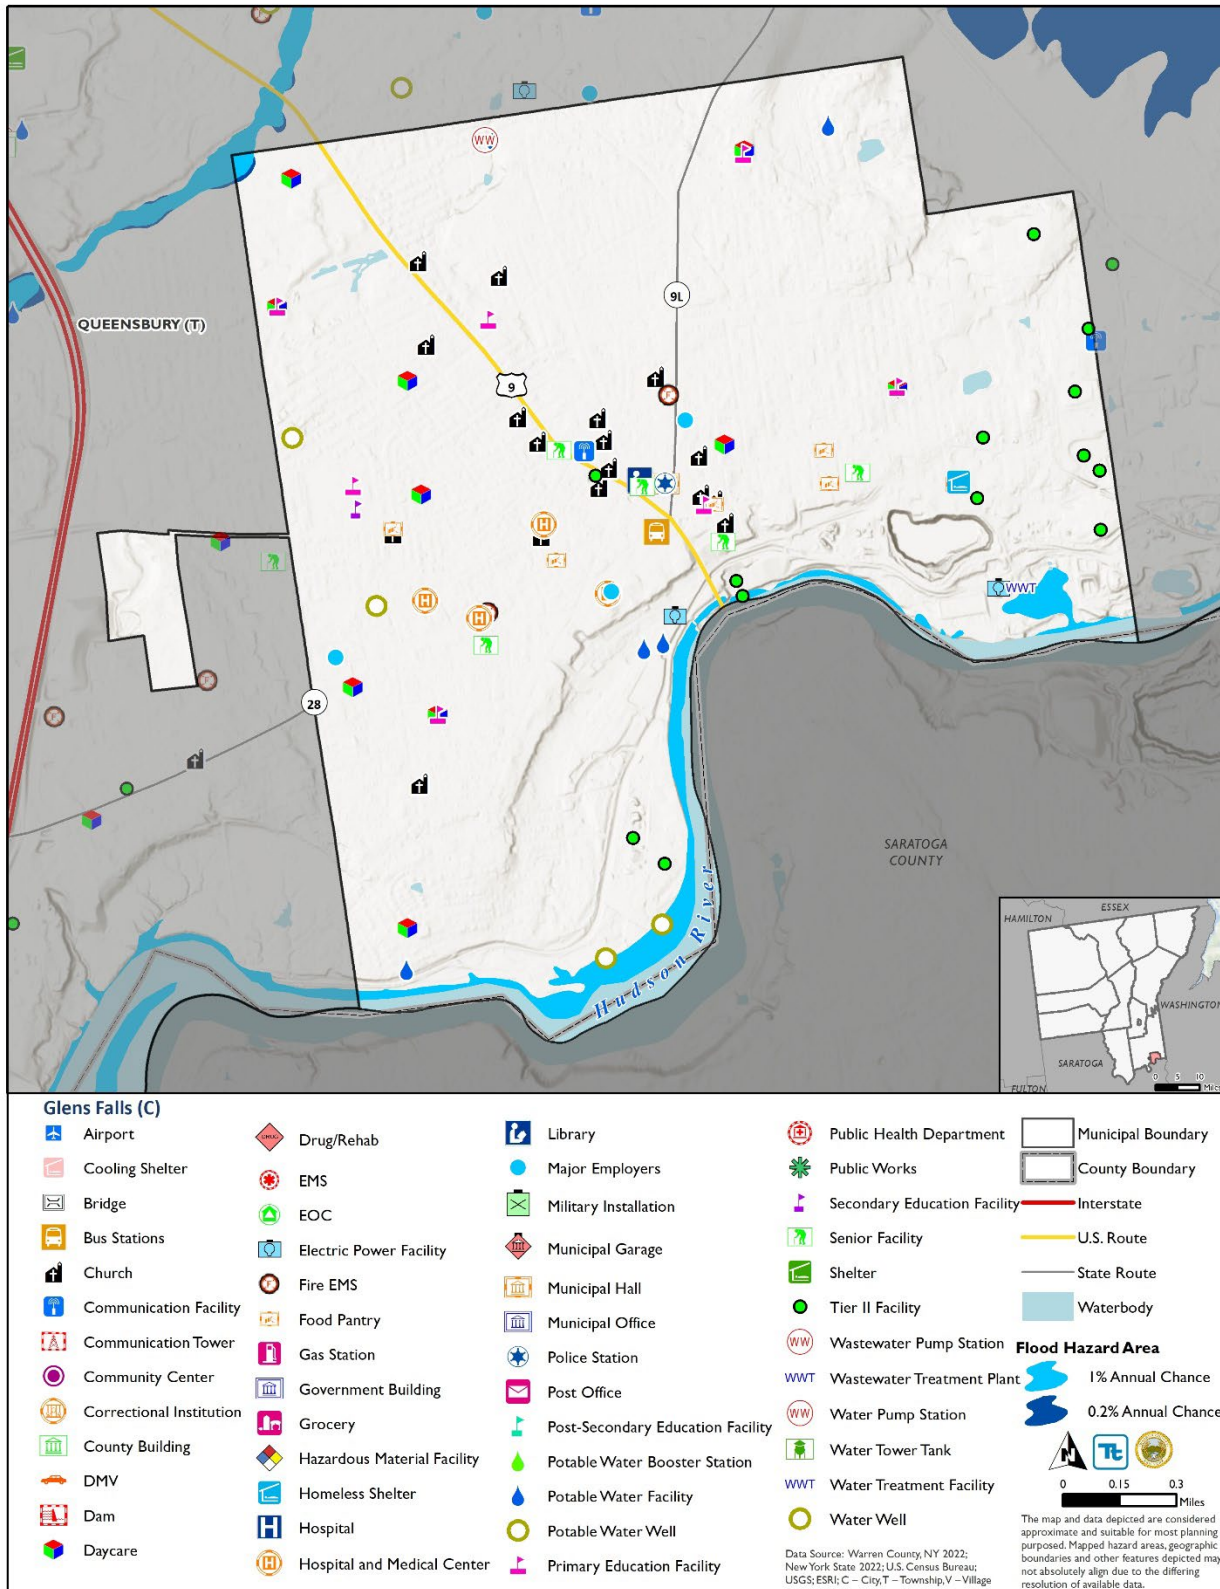 QUEENSBURY (T)
9L
9
28
WW
WWT
SARATOGA
COUNTY
Hudson River
ESSEX
HAMILTON
WASHINGTON
SARATOGA
FULTON
0 5 10
Miles
Glens Falls (C)
Airport
Cooling Shelter
Bridge
Bus Stations
Church
Communication Facility
Communication Tower
Community Center
Correctional Institution
County Building
DMV
Dam
Daycare
Drug/Rehab
EMS
EOC
Electric Power Facility
Fire EMS
Food Pantry
Gas Station
Government Building
Grocery
Hazardous Material Facility
Homeless Shelter
Hospital
Hospital and Medical Center
Library
Major Employers
Military Installation
Municipal Garage
Municipal Hall
Municipal Office
Police Station
Post Office
Post-Secondary Education Facility
Potable Water Booster Station
Potable Water Facility
Potable Water Well
Primary Education Facility
Public Health Department
Public Works
Secondary Education Facility
Senior Facility
Shelter
Tier II Facility
WW Wastewater Pump Station
WWT Wastewater Treatment Plant
WW Water Pump Station
Water Tower Tank
WWT Water Treatment Facility
Water Well
Data Source: Warren County, NY 2022;
New York State 2022; U.S. Census Bureau;
USGS; ESRI; C – City, T – Township, V – Village
Municipal Boundary
County Boundary
Interstate
U.S. Route
State Route
Waterbody
Flood Hazard Area
1% Annual Chance
0.2% Annual Chance
N
Tt
0 0.15 0.3
Miles
The map and data depicted are considered
approximate and suitable for most planning
purposed. Mapped hazard areas, geographic
boundaries and other features depicted may
not absolutely align due to the differing
resolution of available data.